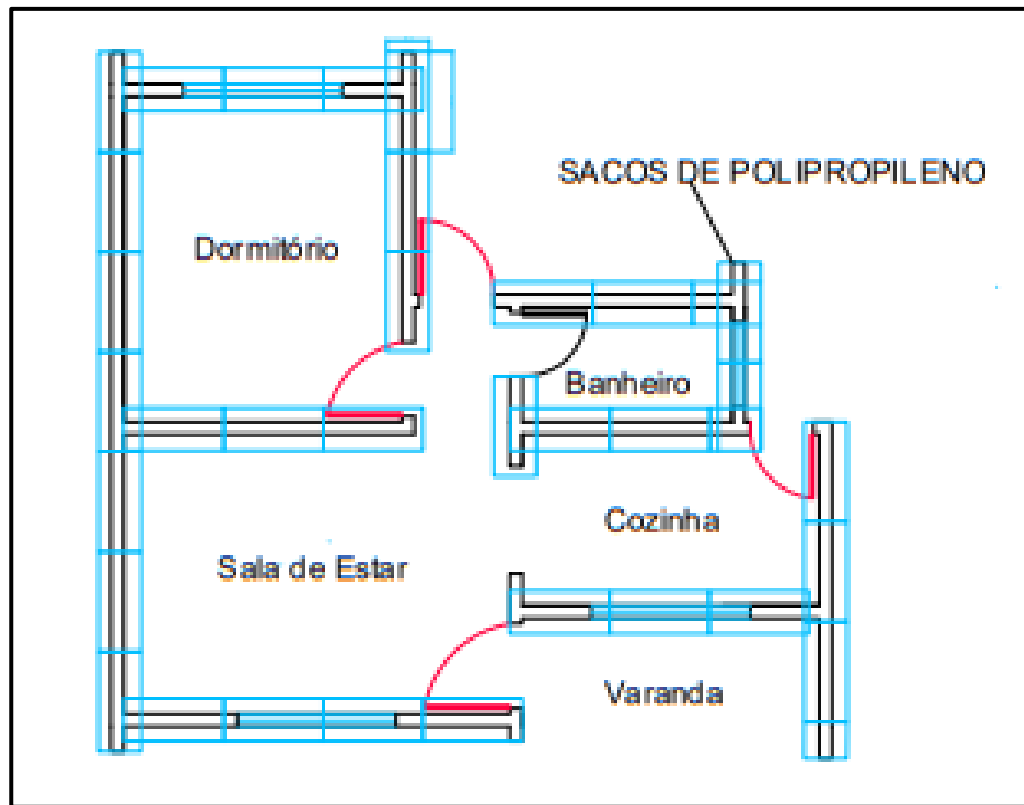 SACOS DE POLIPROPILENO
Dormitório
Banheiro
Cozinha
Sala de Estar
Varanda